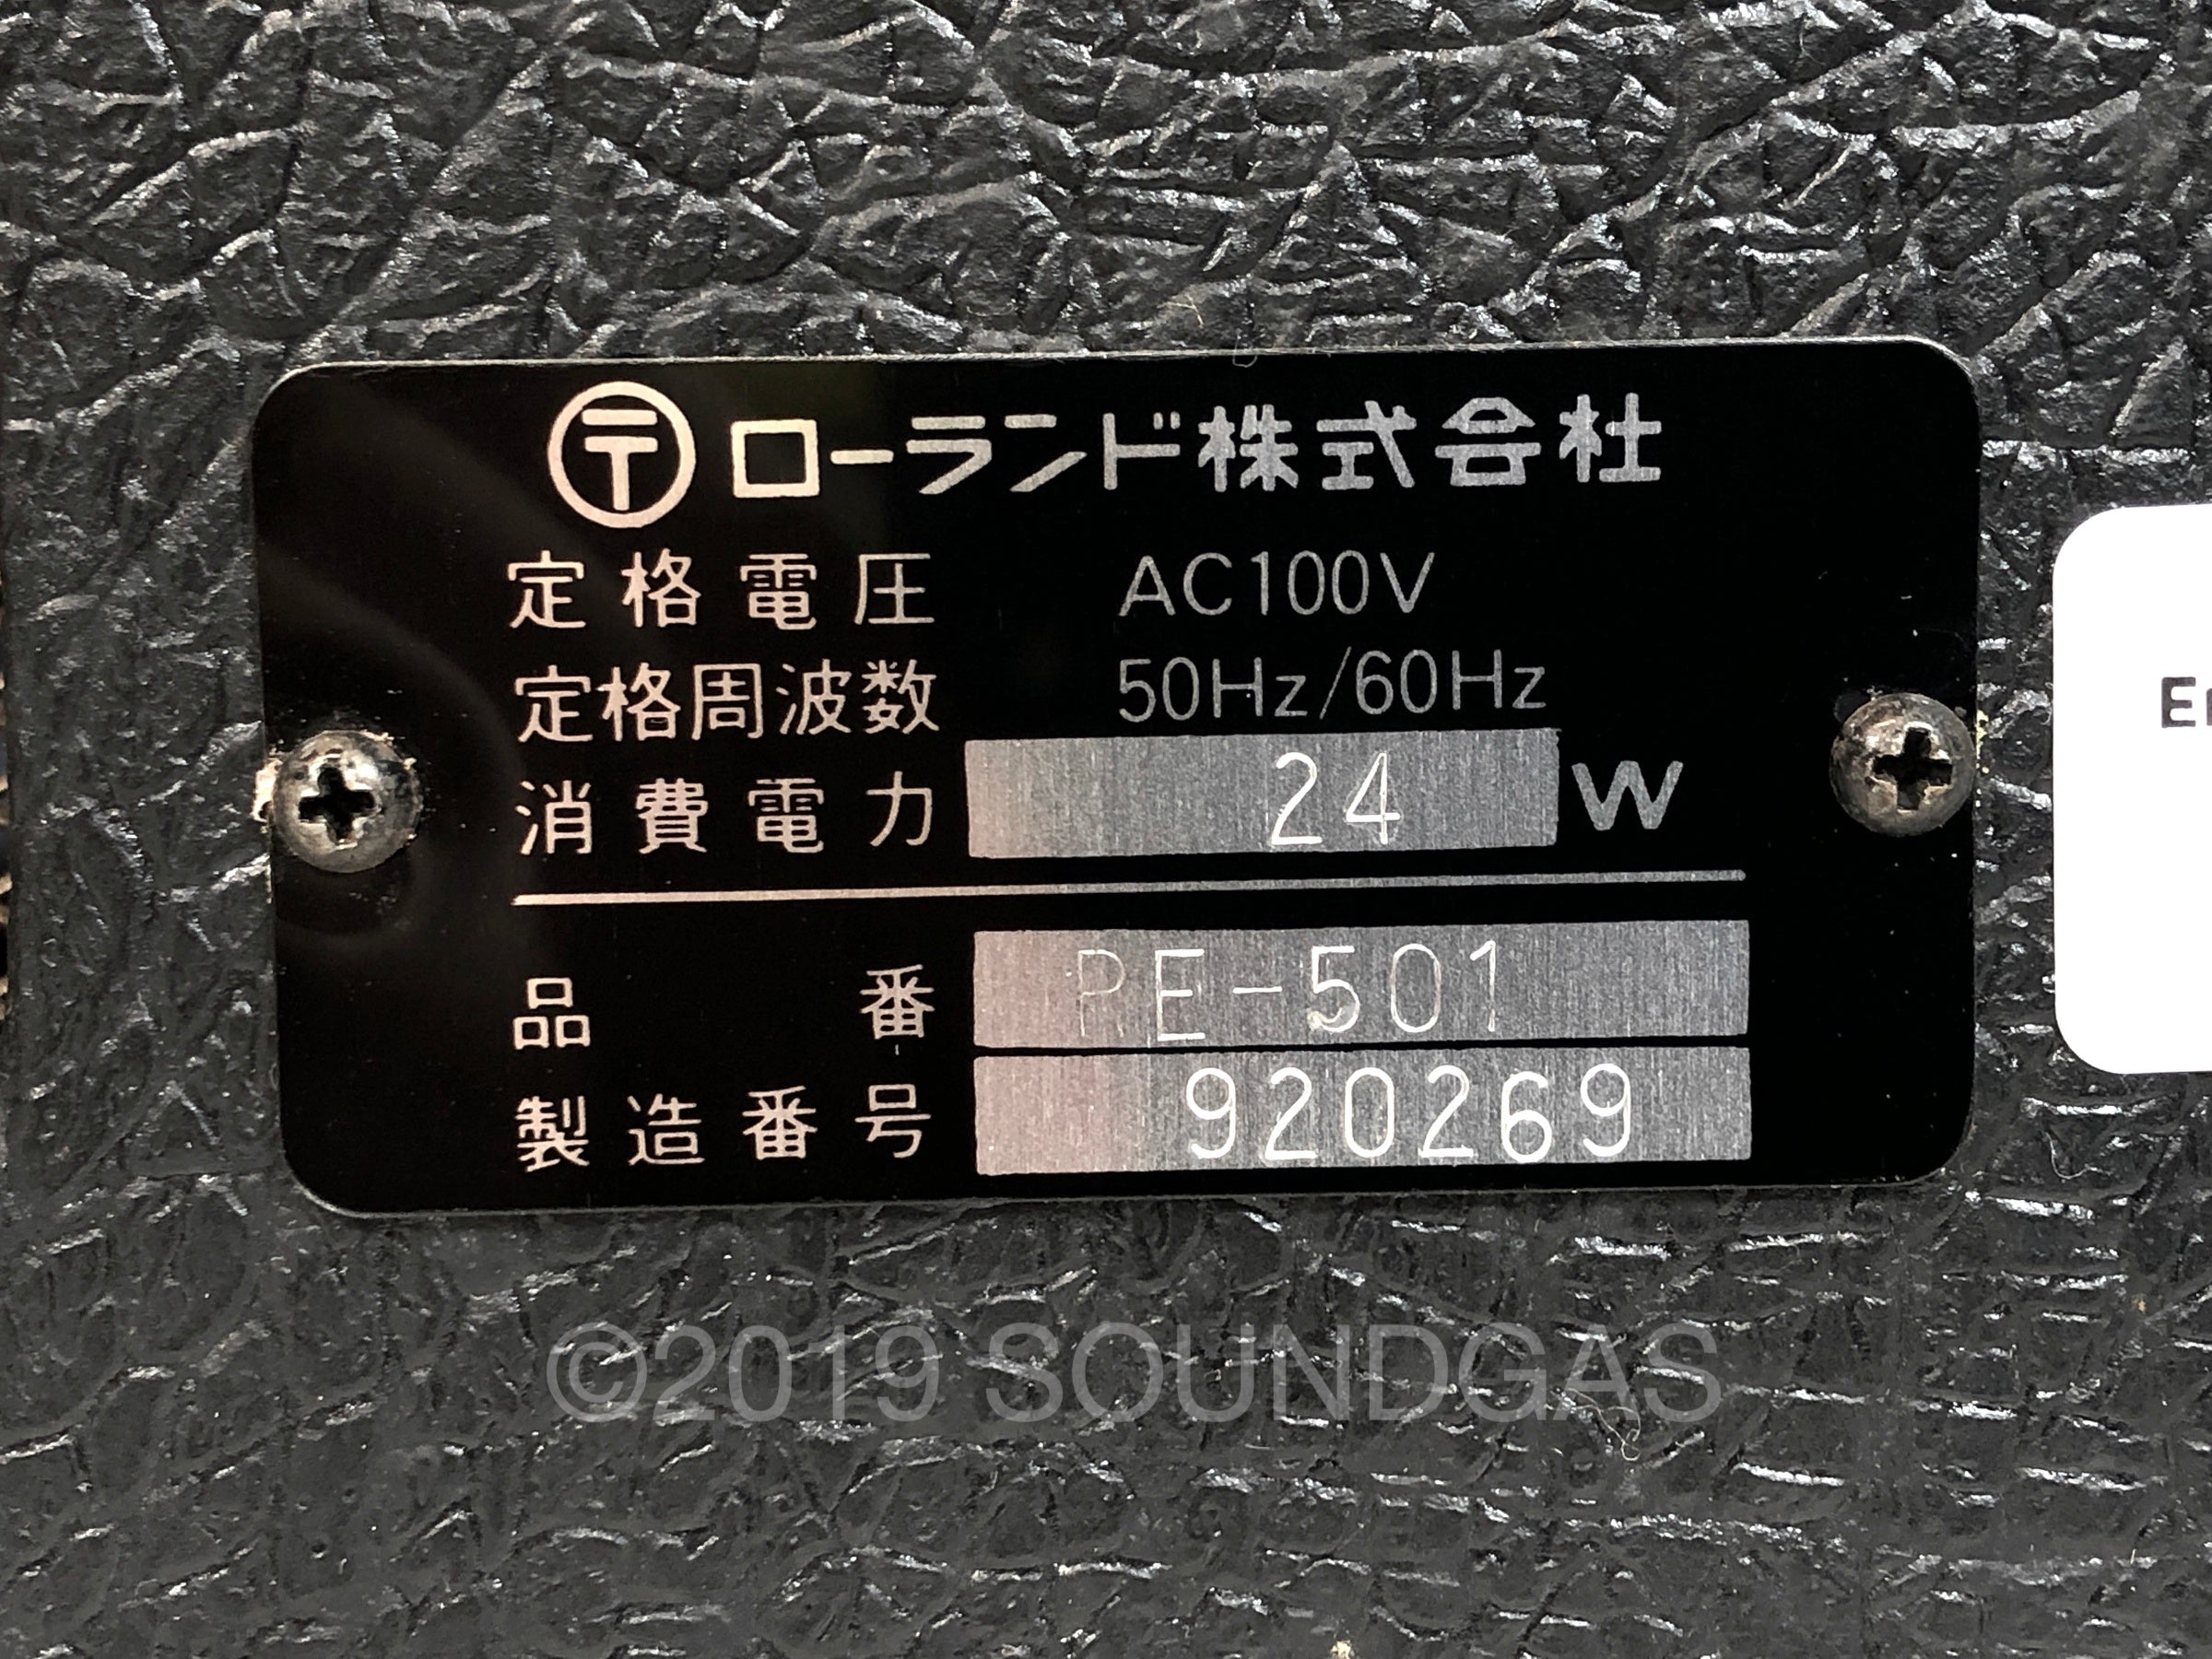 〒 ローランド株式会社
定格電圧 AC100V
定格周波数 50Hz/60Hz
消費電力 24 W
品番 RE-501
製造番号 920269
©2019 SOUNDGAS